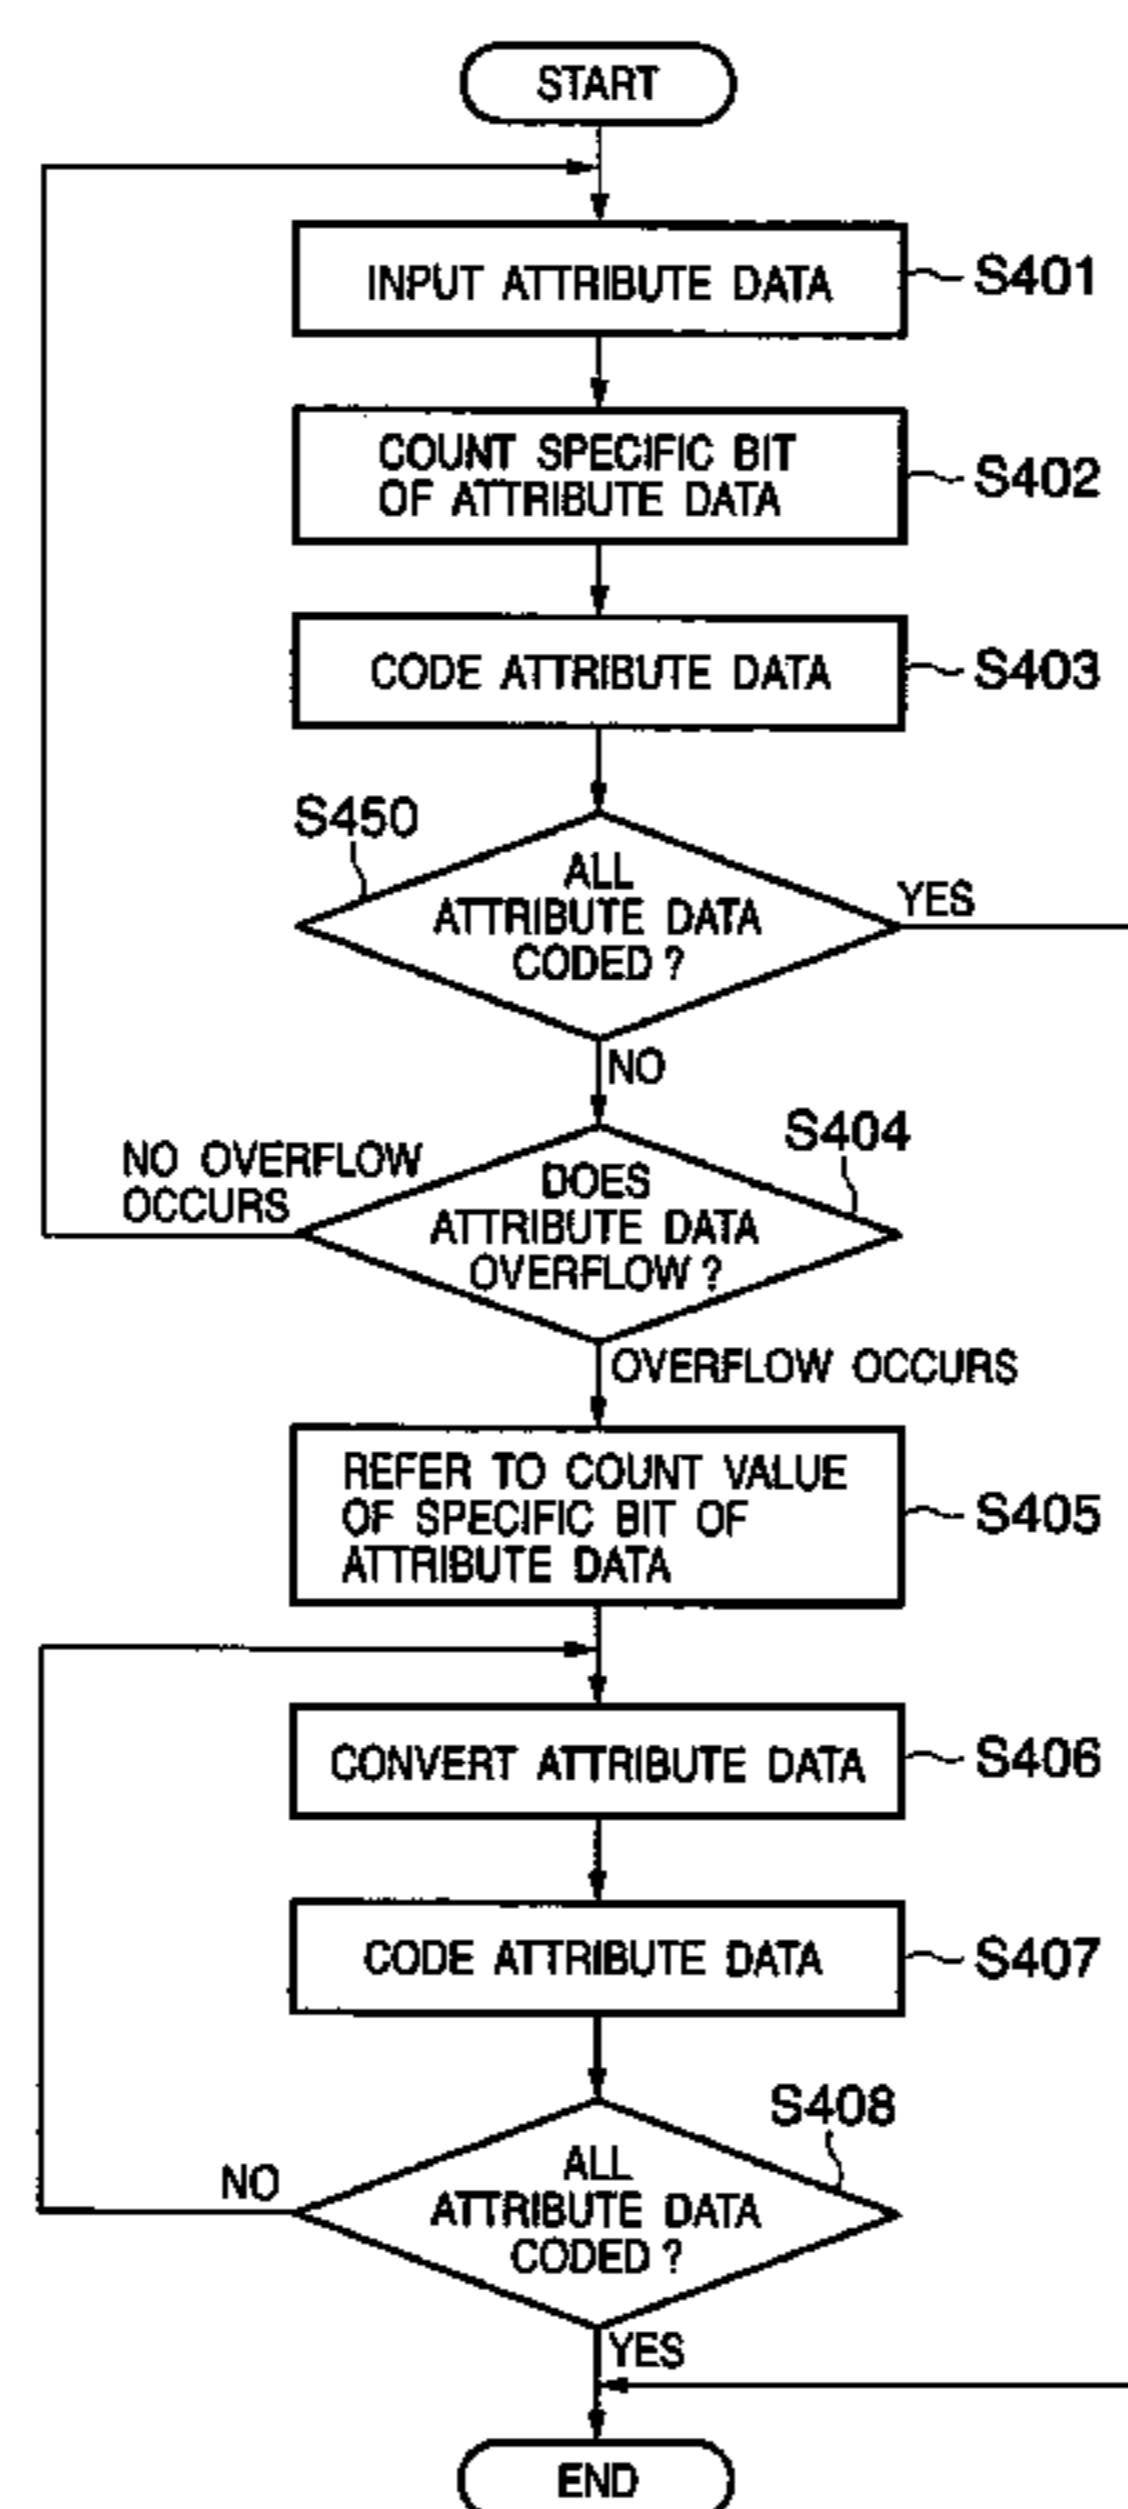 START
INPUT ATTRIBUTE DATA
S401
COUNT SPECIFIC BIT
OF ATTRIBUTE DATA
S402
CODE ATTRIBUTE DATA
S403
S450
ALL
ATTRIBUTE DATA
CODED ?
YES
NO
S404
NO OVERFLOW
OCCURS
DOES
ATTRIBUTE DATA
OVERFLOW ?
OVERFLOW OCCURS
REFER TO COUNT VALUE
OF SPECIFIC BIT OF
ATTRIBUTE DATA
S405
CONVERT ATTRIBUTE DATA
S406
CODE ATTRIBUTE DATA
S407
S408
NO
ALL
ATTRIBUTE DATA
CODED ?
YES
END